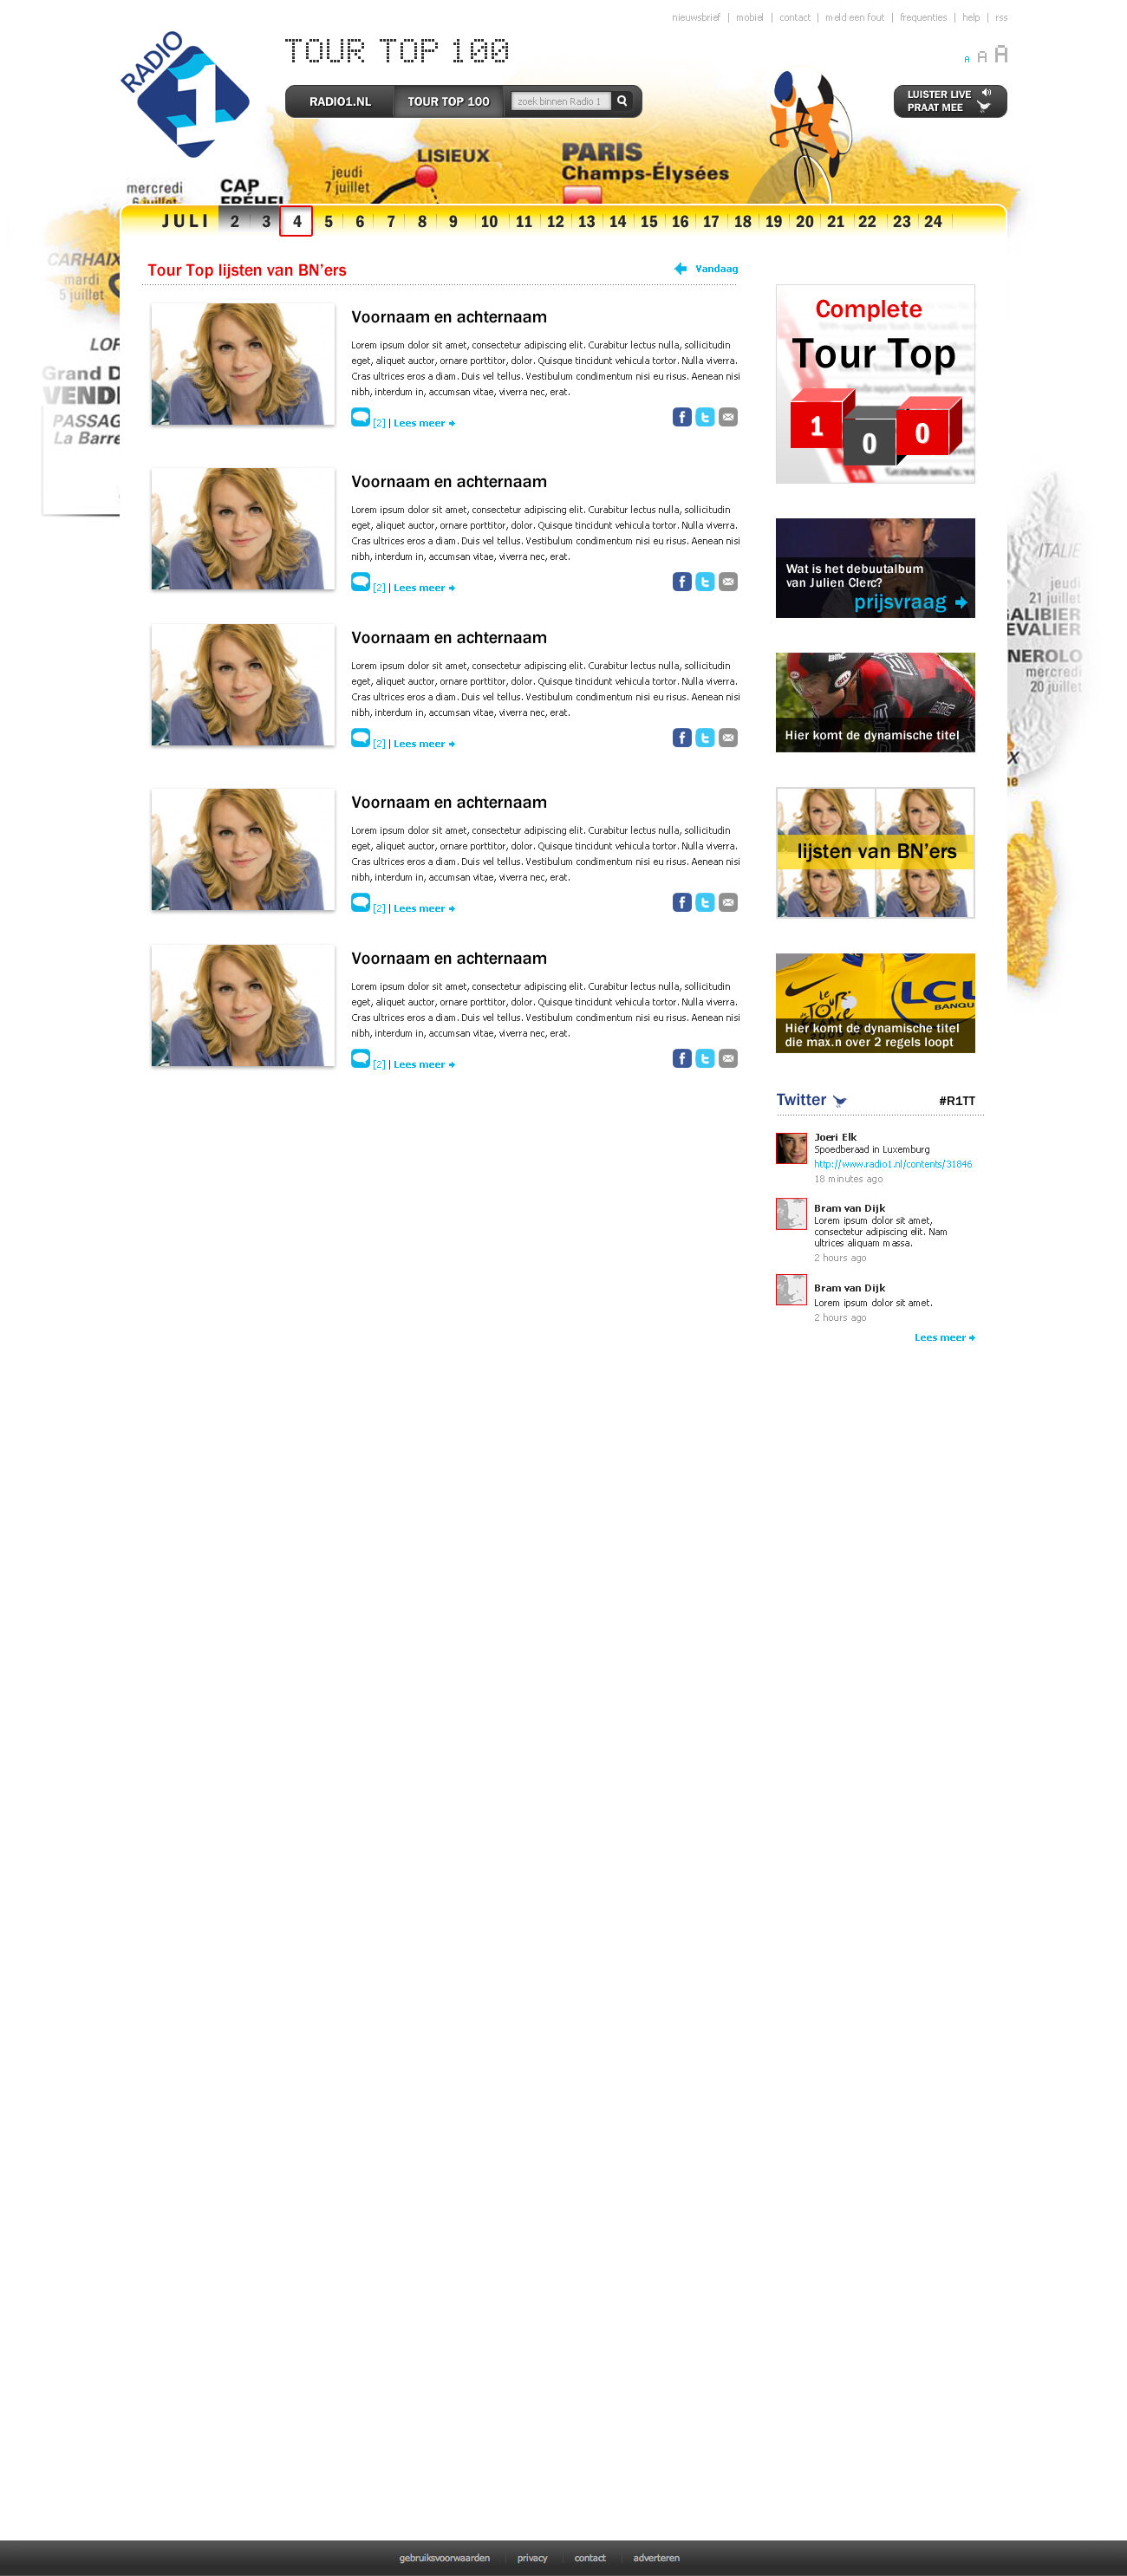 nieuwsbrief | mobiel | contact | meld een fout | frequenties | help | rss
RADIO 1
TOUR TOP 100
A A A
RADIO1.NL TOUR TOP 100 zoek binnen Radio 1
LUISTER LIVE
PRAAT MEE
mercredi
6 juillet
CAP
FRÉHEL
jeudi
7 juillet
LISIEUX
PARIS
Champs-Élysées
JULI 2 3 4 5 6 7 8 9 10 11 12 13 14 15 16 17 18 19 20 21 22 23 24
CARHAIX
mardi
5 juillet
LOR
Grand D
VENDI
PASSAG
La Barre
Tour Top lijsten van BN'ers
Vandaag
Voornaam en achternaam
Lorem ipsum dolor sit amet, consectetur adipiscing elit. Curabitur lectus nulla, sollicitudin
eget, aliquet auctor, ornare porttitor, dolor. Quisque tincidunt vehicula tortor. Nulla viverra.
Cras ultrices eros a diam. Duis vel tellus. Vestibulum condimentum nisi eu risus. Aenean nisi
nibh, interdum in, accumsan vitae, viverra nec, erat.
[2] | Lees meer
Voornaam en achternaam
Lorem ipsum dolor sit amet, consectetur adipiscing elit. Curabitur lectus nulla, sollicitudin
eget, aliquet auctor, ornare porttitor, dolor. Quisque tincidunt vehicula tortor. Nulla viverra.
Cras ultrices eros a diam. Duis vel tellus. Vestibulum condimentum nisi eu risus. Aenean nisi
nibh, interdum in, accumsan vitae, viverra nec, erat.
[2] | Lees meer
Voornaam en achternaam
Lorem ipsum dolor sit amet, consectetur adipiscing elit. Curabitur lectus nulla, sollicitudin
eget, aliquet auctor, ornare porttitor, dolor. Quisque tincidunt vehicula tortor. Nulla viverra.
Cras ultrices eros a diam. Duis vel tellus. Vestibulum condimentum nisi eu risus. Aenean nisi
nibh, interdum in, accumsan vitae, viverra nec, erat.
[2] | Lees meer
Voornaam en achternaam
Lorem ipsum dolor sit amet, consectetur adipiscing elit. Curabitur lectus nulla, sollicitudin
eget, aliquet auctor, ornare porttitor, dolor. Quisque tincidunt vehicula tortor. Nulla viverra.
Cras ultrices eros a diam. Duis vel tellus. Vestibulum condimentum nisi eu risus. Aenean nisi
nibh, interdum in, accumsan vitae, viverra nec, erat.
[2] | Lees meer
Voornaam en achternaam
Lorem ipsum dolor sit amet, consectetur adipiscing elit. Curabitur lectus nulla, sollicitudin
eget, aliquet auctor, ornare porttitor, dolor. Quisque tincidunt vehicula tortor. Nulla viverra.
Cras ultrices eros a diam. Duis vel tellus. Vestibulum condimentum nisi eu risus. Aenean nisi
nibh, interdum in, accumsan vitae, viverra nec, erat.
[2] | Lees meer
Complete
Tour Top
1 0 0
Wat is het debuutalbum
van Julien Clerc?
prijsvraag
BMC
BELL
BMC
Hier komt de dynamische titel
lijsten van BN'ers
LE
TOUR
FRANCE
LCL
BANQU
Hier komt de dynamische titel
die max.n over 2 regels loopt
ITALIE
jeudi
21 juillet
GALIBIER
EVALIER
NEROLO
mercredi
20 juillet
Twitter #R1TT
Joeri Elk
Spoedberaad in Luxemburg
http://www.radio1.nl/contents/31846
18 minutes ago
Bram van Dijk
Lorem ipsum dolor sit amet,
consectetur adipiscing elit. Nam
ultrices aliquam massa.
2 hours ago
Bram van Dijk
Lorem ipsum dolor sit amet.
2 hours ago
Lees meer
gebruiksvoorwaarden privacy contact adverteren